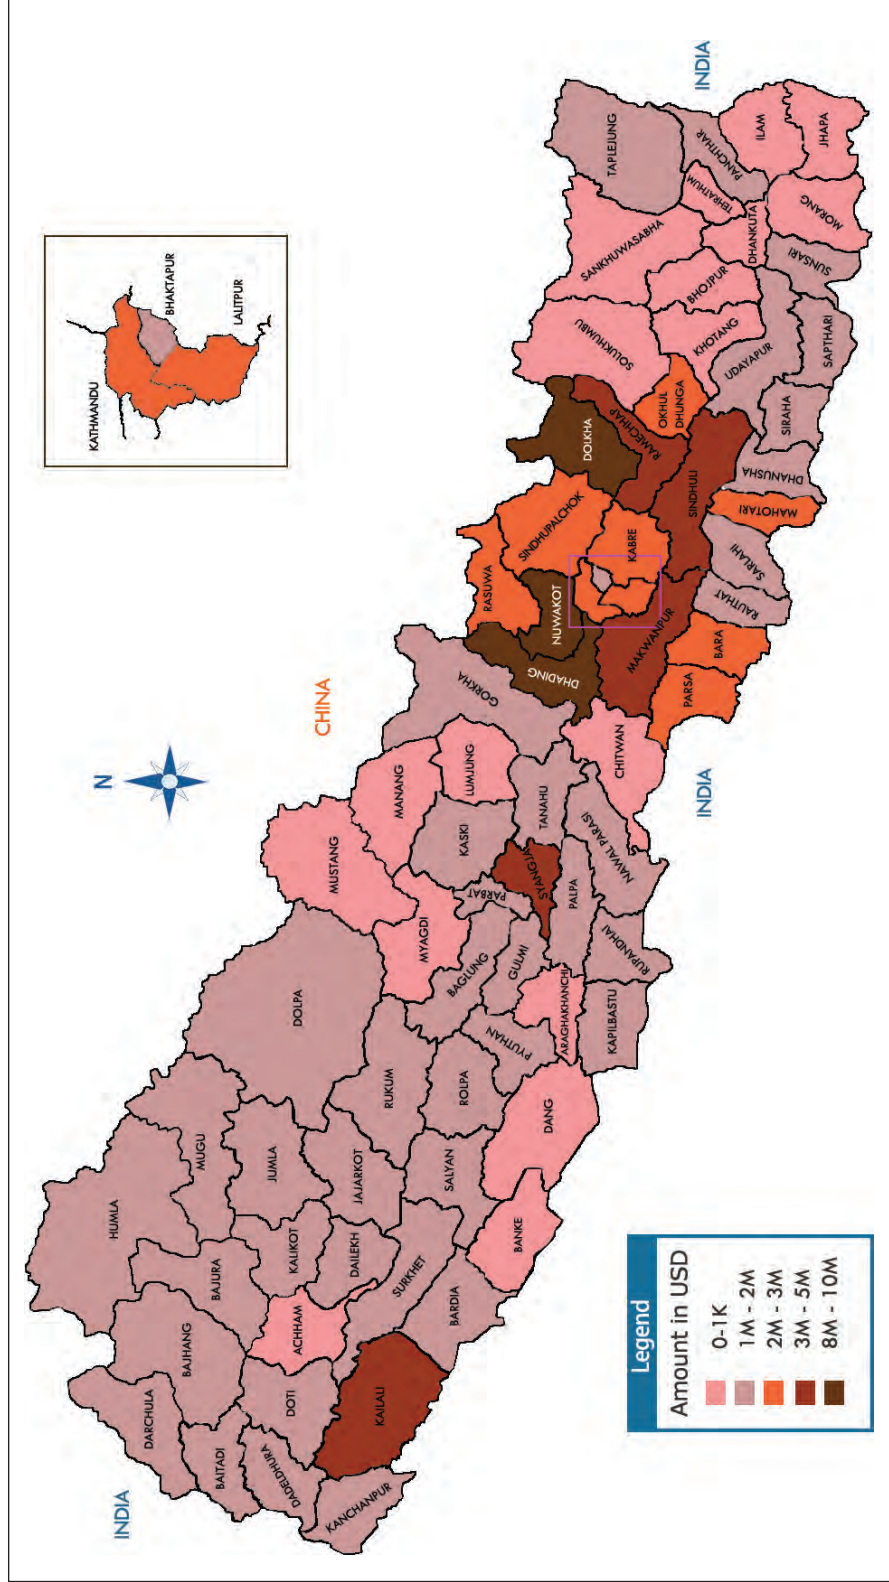 N
INDIA
CHINA
INDIA
INDIA
KATHMANDU
BHAKTAPUR
LALITPUR
DARCHULA
BAJHANG
HUMLA
BAITADI
BAJURA
MUGU
DADELDHURA
DOTI
ACHHAM
KALIKOT
JUMLA
DOLPA
KANCHANPUR
KAILALI
DAILEKH
JAJARKOT
RUKUM
SURKHET
BARDIA
SALYAN
ROLPA
BANKE
DANG
PYUTHAN
MUSTANG
MANANG
MYAGDI
KASKI
LUMJUNG
GORKHA
BAGLUNG
PARBAT
GULMI
SYANGJA
TANAHU
ARAGHAKHANCHI
PALPA
KAPILBASTU
RUPANDHAI
NAWAL PARASI
CHITWAN
RASUWA
NUWAKOT
DHADING
SINDHUPALCHOK
DOLKHA
KABRE
RAMECHHAP
MAKWANPUR
SINDHULI
PARSA
BARA
RAUTHAT
SARLAHI
MAHOTARI
DHANUSHA
OKHUL
DHUNGA
SOLUKHUMBU
SANKHUWASABHA
TAPLEJUNG
KHOTANG
BHOJPUR
TEHRATHUM
PANCHTHAR
DHANKUTA
UDAYAPUR
SIRAHA
SAPTHARI
SUNSARI
MORANG
ILAM
JHAPA
Legend
Amount in USD
0-1K
1M - 2M
2M - 3M
3M - 5M
8M - 10M